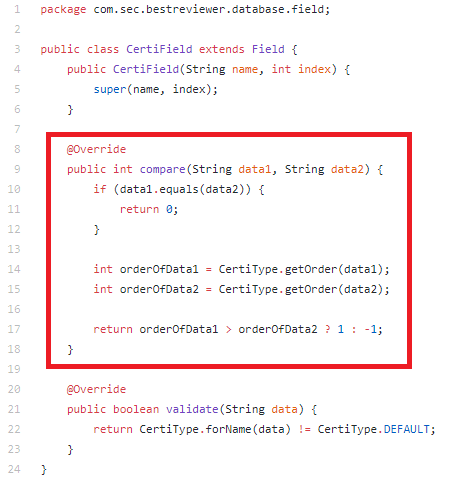 1 package com.sec.bestreviewer.database.field;
2
3 public class CertiField extends Field {
4     public CertiField(String name, int index) {
5         super(name, index);
6     }
7
8     @Override
9     public int compare(String data1, String data2) {
10         if (data1.equals(data2)) {
11             return 0;
12         }
13
14         int orderOfData1 = CertiType.getOrder(data1);
15         int orderOfData2 = CertiType.getOrder(data2);
16
17         return orderOfData1 > orderOfData2 ? 1 : -1;
18     }
19
20     @Override
21     public boolean validate(String data) {
22         return CertiType.forName(data) != CertiType.DEFAULT;
23     }
24 }